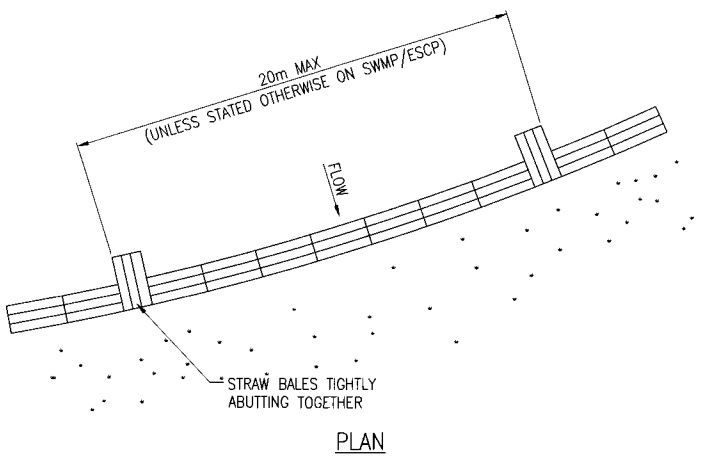 20m MAX
(UNLESS STATED OTHERWISE ON SWMP/ESCP)
FLOW
STRAW BALES TIGHTLY
ABUTTING TOGETHER
PLAN